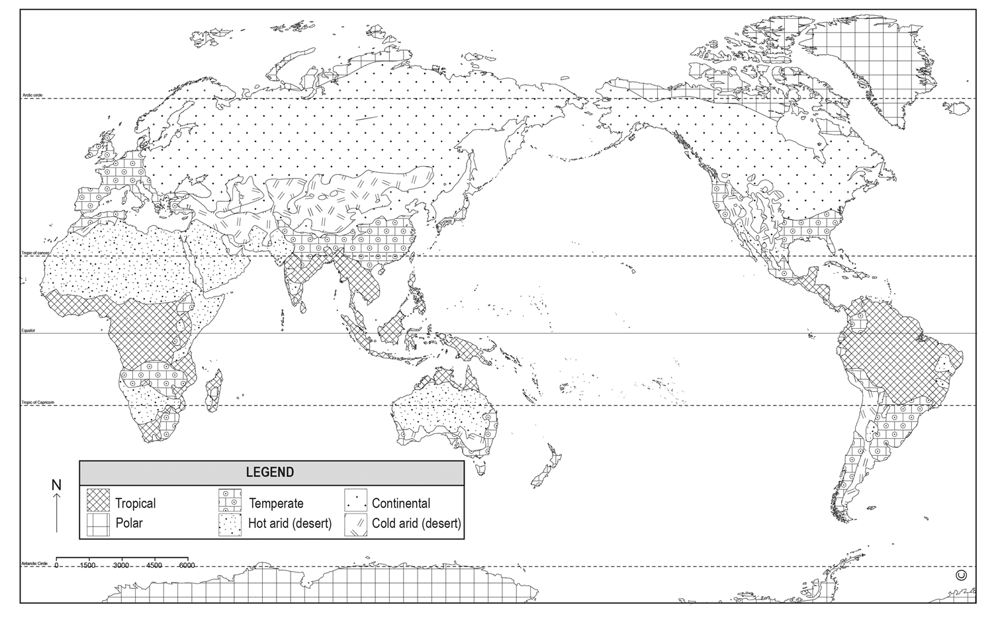 Arctic circle
Tropic of cancer
Equator
Tropic of Capricorn
LEGEND
Tropical
Temperate
Continental
Polar
Hot arid (desert)
Cold arid (desert)
N
Antarctic Circle
0 1500 3000 4500 6000
©